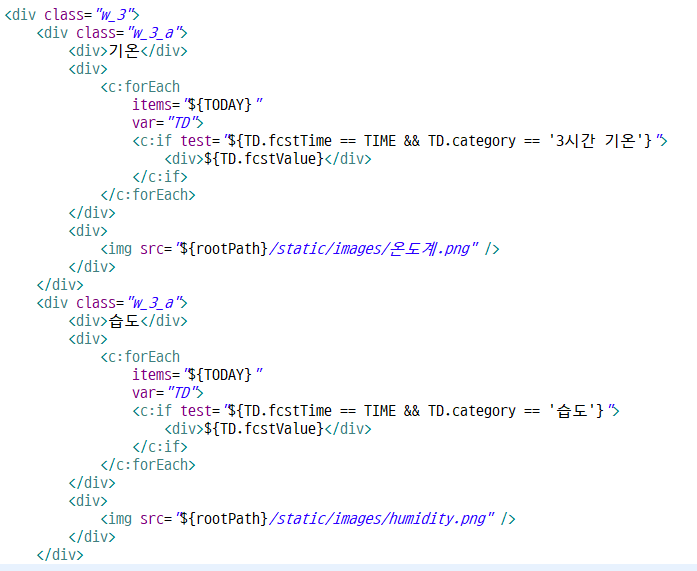 <div class="w_3">
<div class="w_3_a">
<div>기온</div>
<div>
<c:forEach
items="${TODAY}"
var="TD">
<c:if test="${TD.fcstTime == TIME && TD.category == '3시간 기온'}">
<div>${TD.fcstValue}</div>
</c:if>
</c:forEach>
</div>
<div>
<img src="${rootPath}/static/images/온도계.png" />
</div>
</div>
<div class="w_3_a">
<div>습도</div>
<div>
<c:forEach
items="${TODAY}"
var="TD">
<c:if test="${TD.fcstTime == TIME && TD.category == '습도'}">
<div>${TD.fcstValue}</div>
</c:if>
</c:forEach>
</div>
<div>
<img src="${rootPath}/static/images/humidity.png" />
</div>
</div>